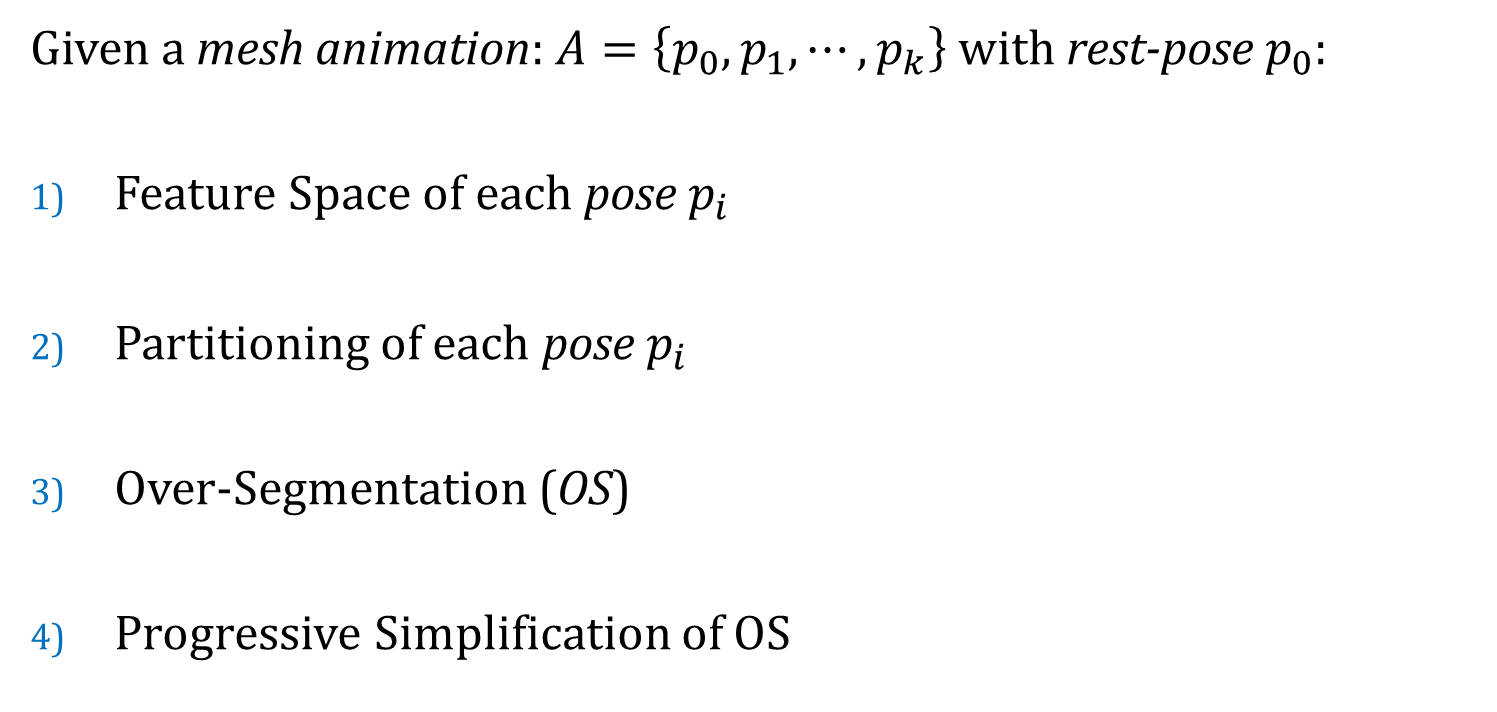 Given a mesh animation: A = {p₀, p₁, ⋯ , pₖ} with rest-pose p₀:
1) Feature Space of each pose pᵢ
2) Partitioning of each pose pᵢ
3) Over-Segmentation (OS)
4) Progressive Simplification of OS